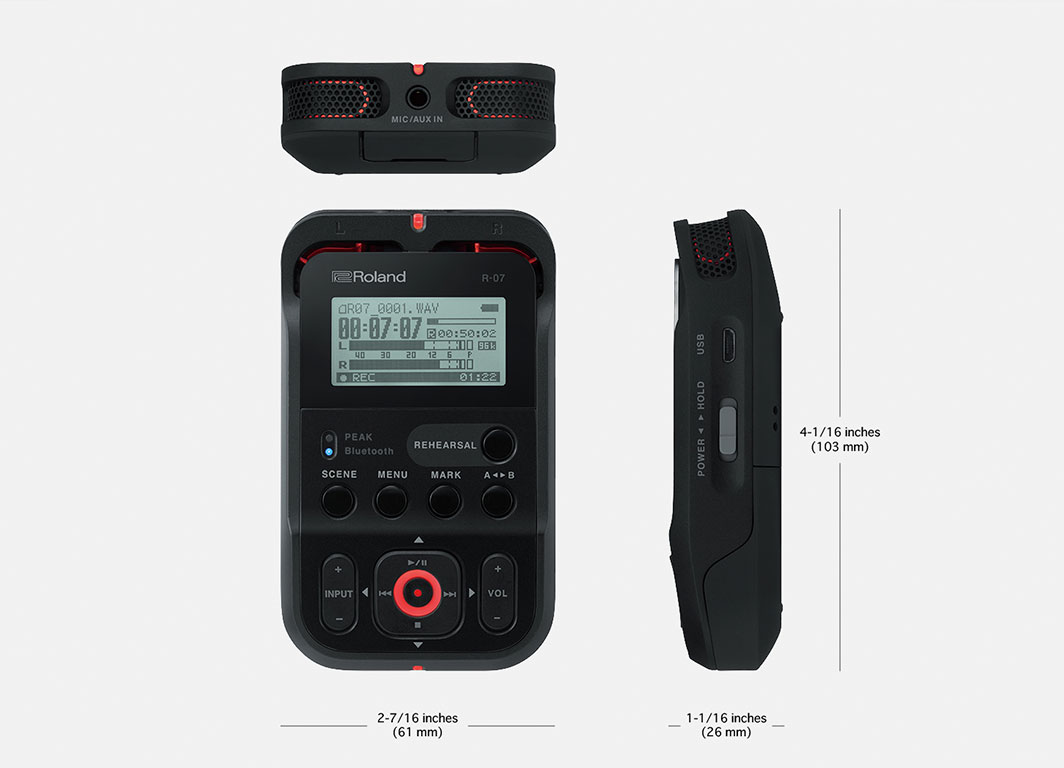 MIC/AUX IN
L R
Roland R-07
R07_0001.WAV
00:07:07
R 00:50:02
L 96k
40 30 20 12 6 P
R
REC 01:22
PEAK
Bluetooth
REHEARSAL
SCENE MENU MARK A◄►B
+ ►/II +
INPUT VOL
- -
USB
POWER ◄ ► HOLD
4-1/16 inches
(103 mm)
2-7/16 inches
(61 mm)
1-1/16 inches
(26 mm)